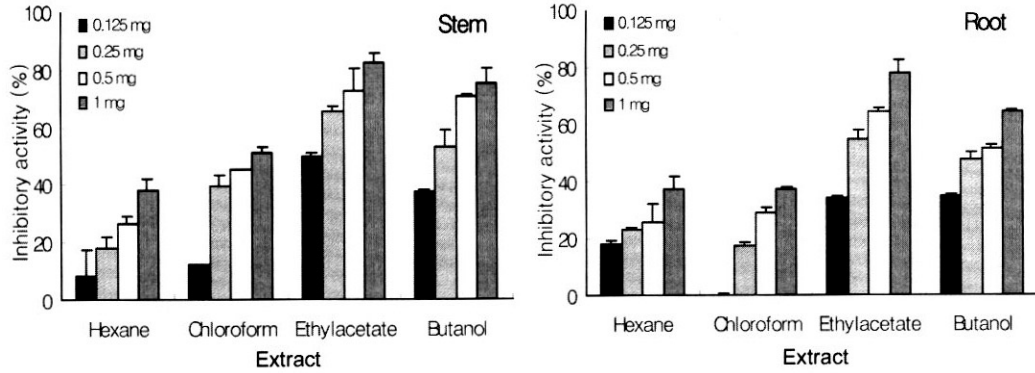 Stem
Inhibitory activity (%)
100
80
60
40
20
0
0.125 mg
0.25 mg
0.5 mg
1 mg
Hexane Chloroform Ethylacetate Butanol
Extract
Root
Inhibitory activity (%)
100
80
60
40
20
0
0.125 mg
0.25 mg
0.5 mg
1 mg
Hexane Chloroform Ethylacetate Butanol
Extract